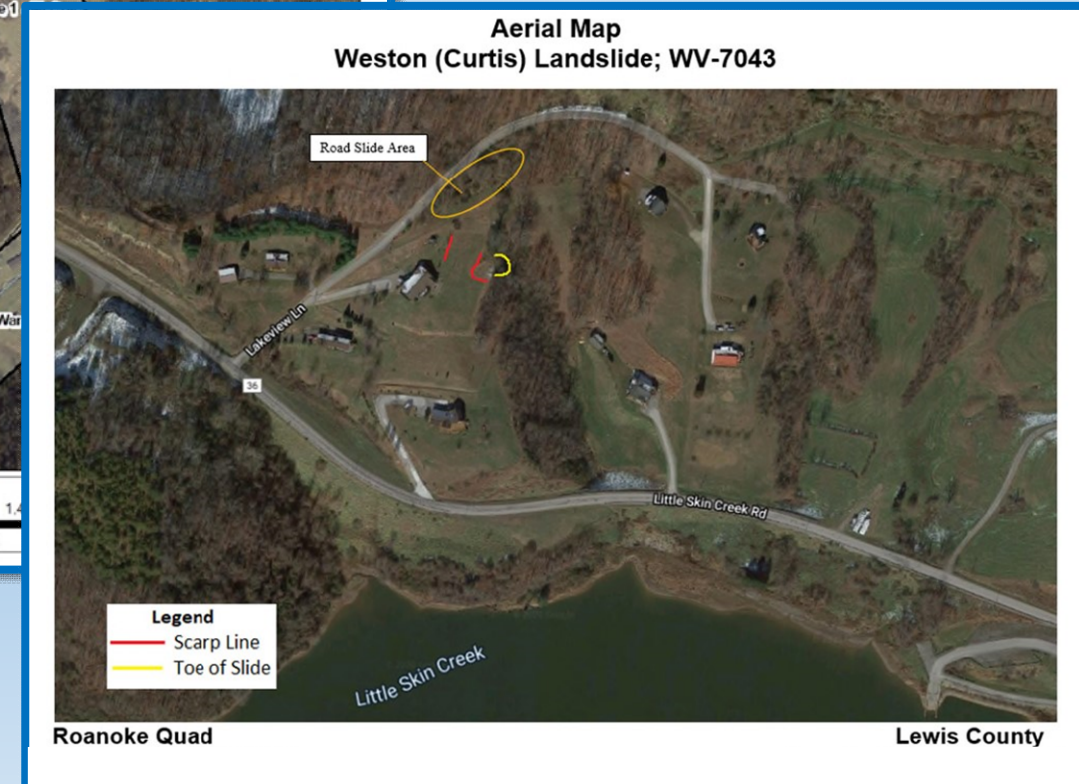 Aerial Map
Weston (Curtis) Landslide; WV-7043
Road Slide Area
Lakeview Ln
36
Little Skin Creek Rd
Legend
Scarp Line
Toe of Slide
Little Skin Creek
Roanoke Quad
Lewis County